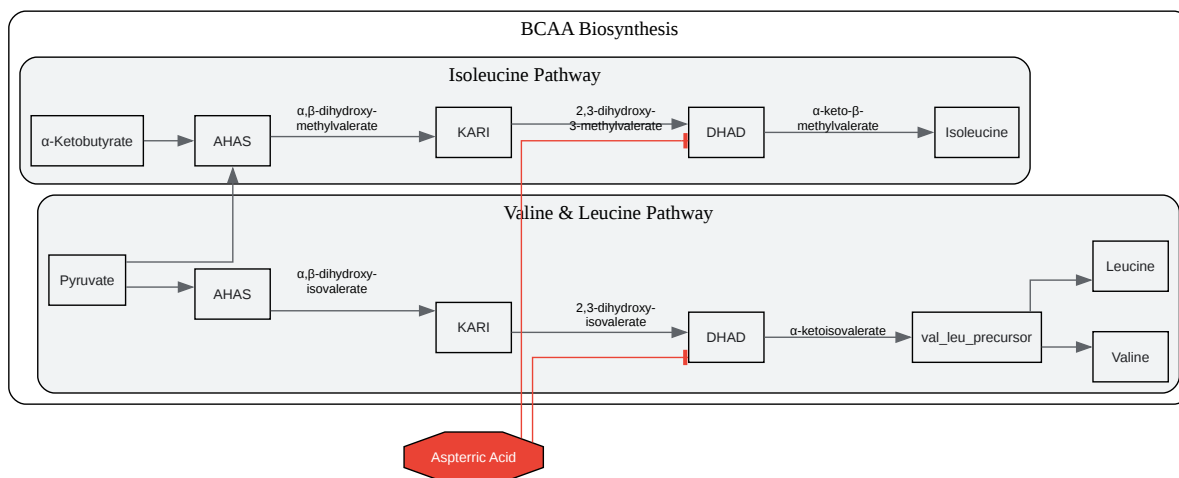 BCAA Biosynthesis
Isoleucine Pathway
α-Ketobutyrate
AHAS
α,β-dihydroxy-
methylvalerate
KARI
2,3-dihydroxy-
3-methylvalerate
DHAD
α-keto-β-
methylvalerate
Isoleucine
Valine & Leucine Pathway
Pyruvate
AHAS
α,β-dihydroxy-
isovalerate
KARI
2,3-dihydroxy-
isovalerate
DHAD
α-ketoisovalerate
val_leu_precursor
Leucine
Valine
Aspterric Acid